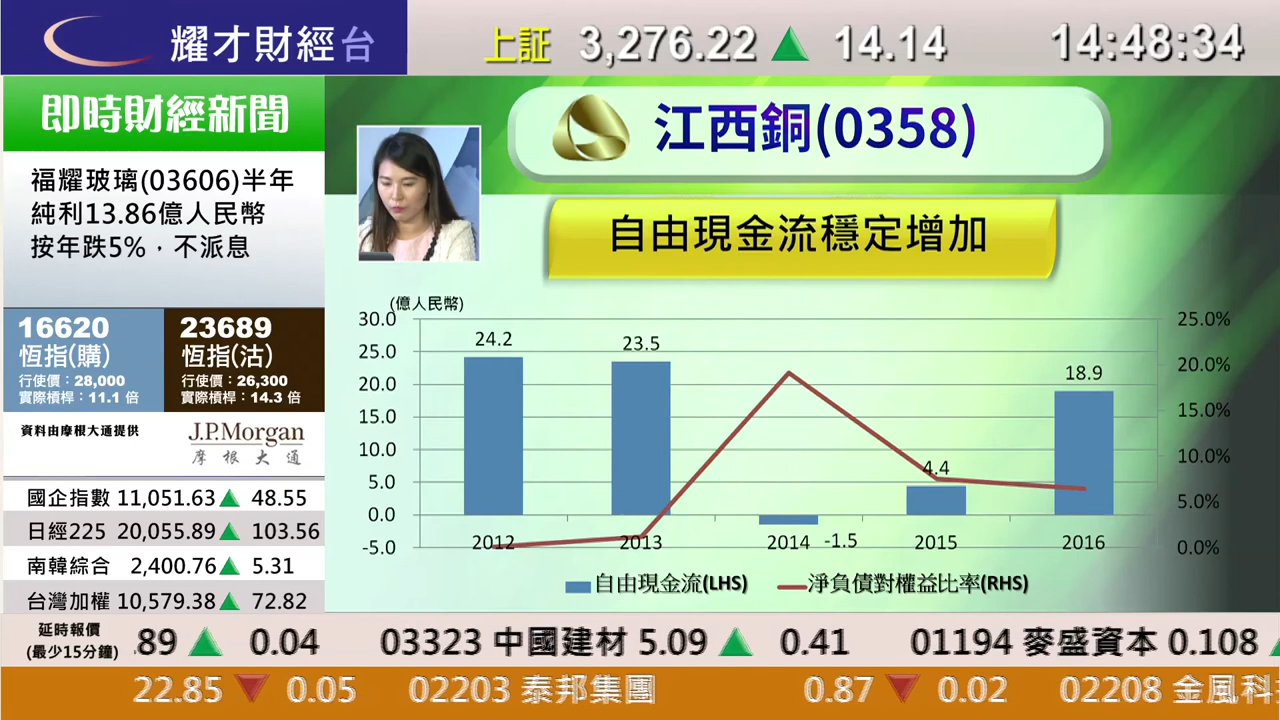 耀才財經台
上証 3,276.22 ▲ 14.14 14:48:34
即時財經新聞
福耀玻璃(03606)半年
純利13.86億人民幣
按年跌5%，不派息
16620
恆指(購)
行使價：28,000
實際槓桿：11.1 倍
23689
恆指(沽)
行使價：26,300
實際槓桿：14.3 倍
資料由摩根大通提供
J.P.Morgan
摩根大通
國企指數 11,051.63 ▲ 48.55
日經225 20,055.89 ▲ 103.56
南韓綜合 2,400.76 ▲ 5.31
台灣加權 10,579.38 ▲ 72.82
江西銅(0358)
自由現金流穩定增加
(億人民幣)
30.0
25.0
20.0
15.0
10.0
5.0
0.0
-5.0
24.2
23.5
-1.5
4.4
18.9
2012
2013
2014
2015
2016
25.0%
20.0%
15.0%
10.0%
5.0%
0.0%
自由現金流(LHS)
淨負債對權益比率(RHS)
延時報價
(最少15分鐘)
.89 ▲ 0.04 03323 中國建材 5.09 ▲ 0.41 01194 麥盛資本 0.108 ▲
22.85 ▼ 0.05 02203 泰邦集團 0.87 ▼ 0.02 02208 金風科